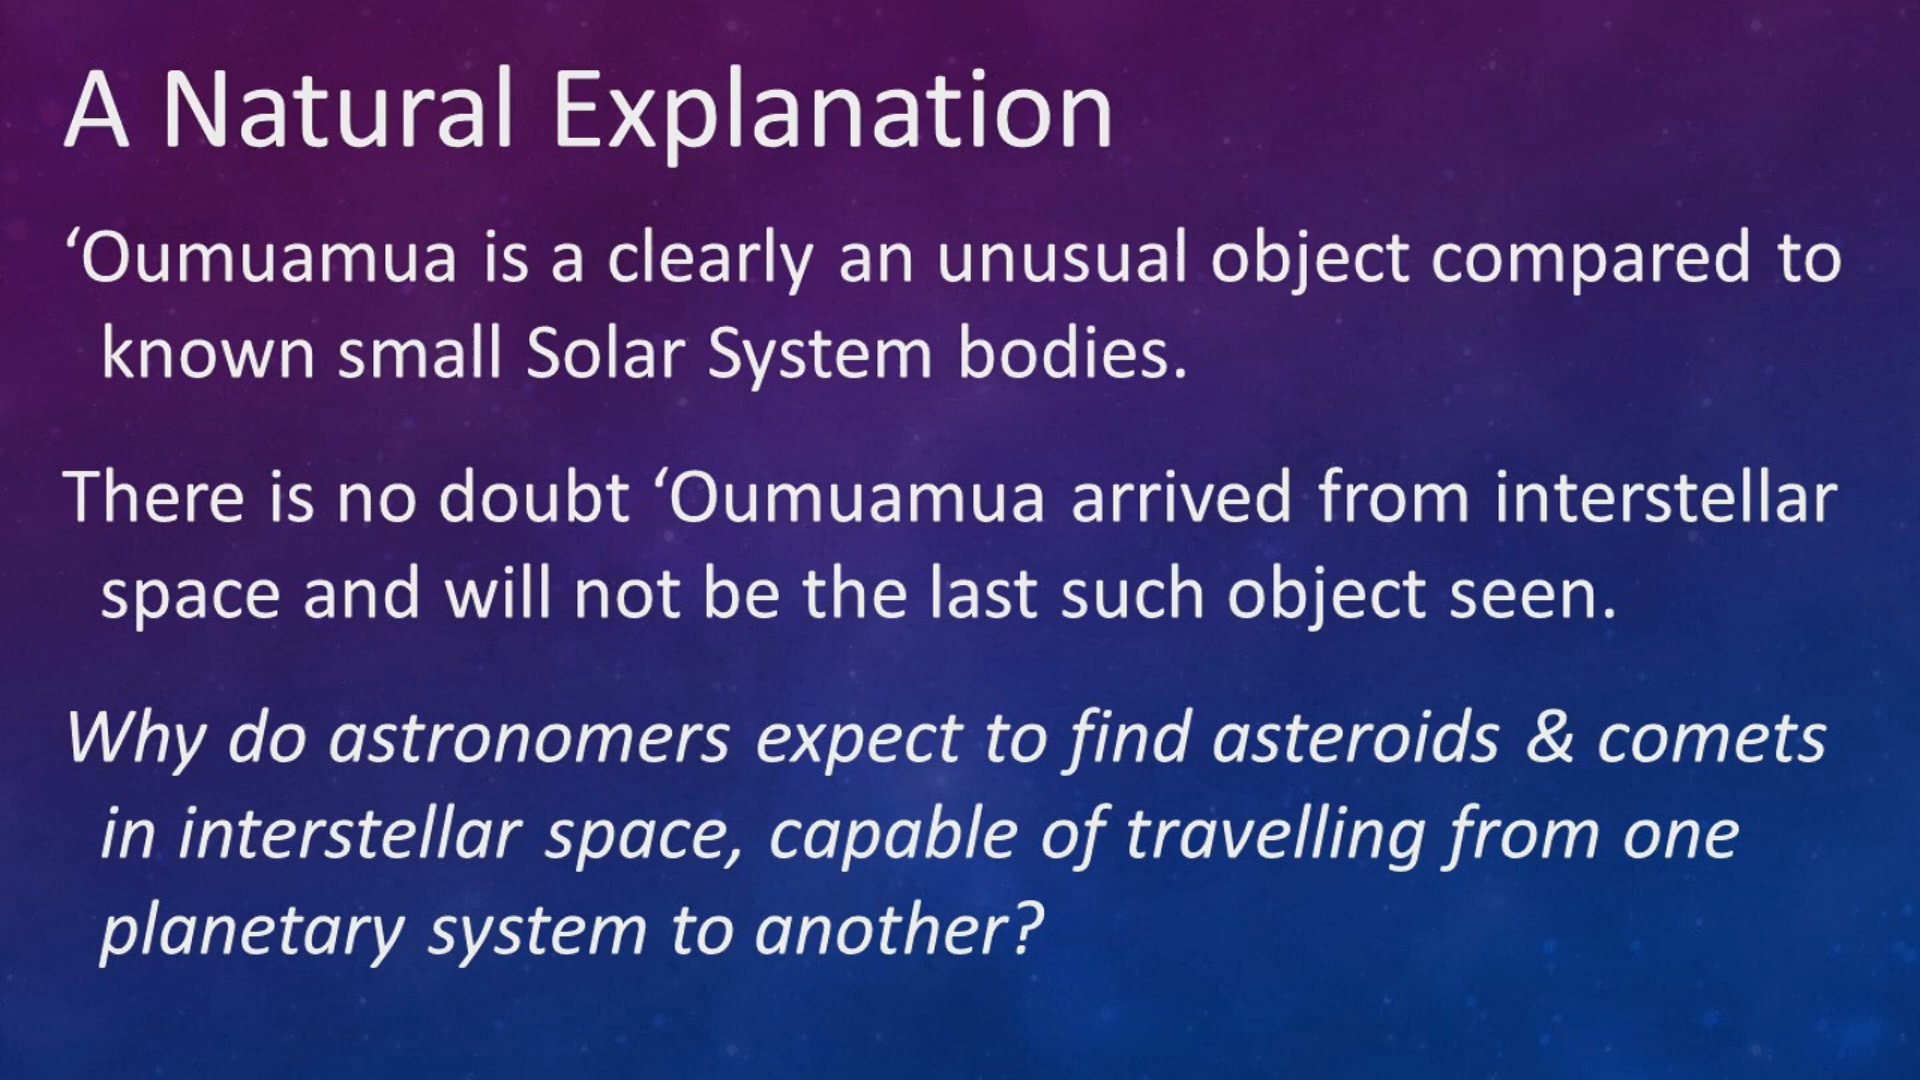 A Natural Explanation
‘Oumuamua is a clearly an unusual object compared to
known small Solar System bodies.
There is no doubt ‘Oumuamua arrived from interstellar
space and will not be the last such object seen.
Why do astronomers expect to find asteroids & comets
in interstellar space, capable of travelling from one
planetary system to another?